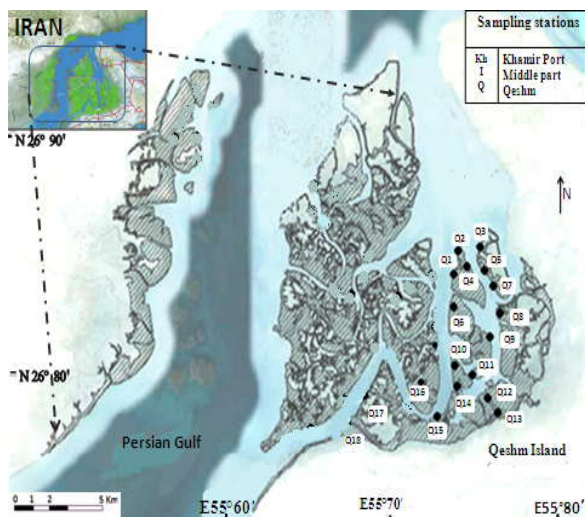 IRAN
Sampling stations
Kh Khamir Port
I Middle part
Q Qeshm
N 26° 90'
N
Q3
Q2
Q1
Q4
Q5
Q7
Q6
Q8
Q9
Q10
Q11
Q16
Q14
Q12
Q17
Q15
Q13
Q18
= N 26° 80'
Persian Gulf
Qeshm Island
0 1 2 5 Km
E55°60'
E55°70'
E55°80'